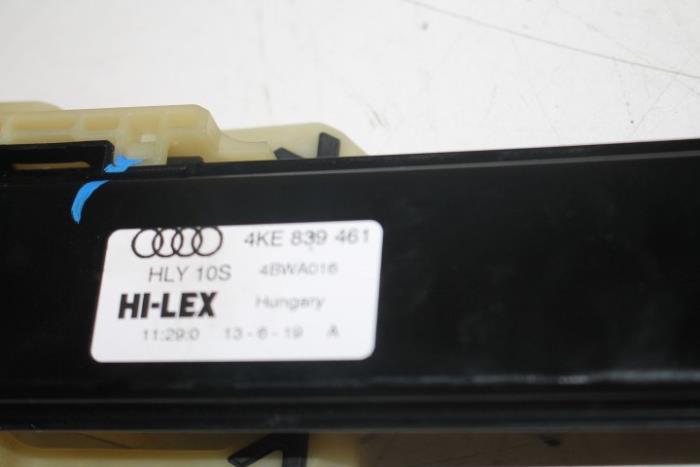 4KE 839 461
HLY 10S 4BWA016
HI-LEX Hungary
11:29:0 13-6-19 A